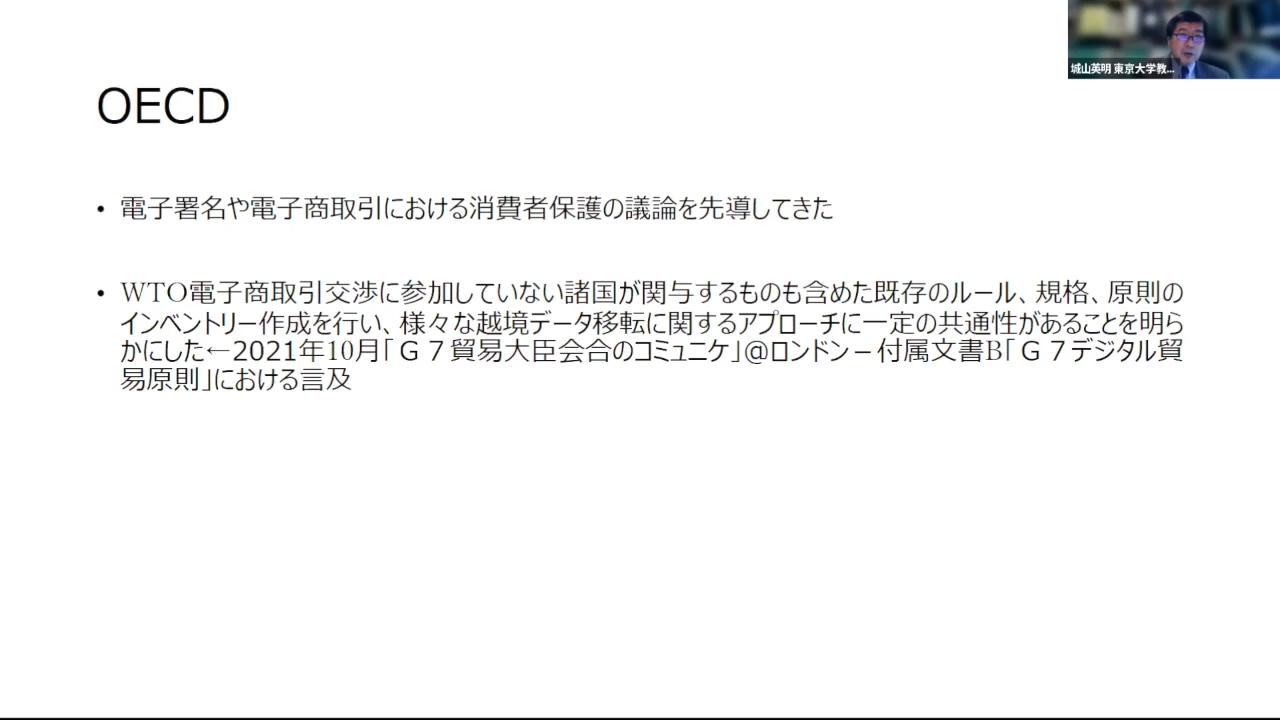 城山英明 東京大学教...
OECD
• 電子署名や電子商取引における消費者保護の議論を先導してきた
• WTO電子商取引交渉に参加していない諸国が関与するものも含めた既存のルール、規格、原則の
インベントリー作成を行い、様々な越境データ移転に関するアプローチに一定の共通性があることを明ら
かにした←2021年10月「Ｇ７貿易大臣会合のコミュニケ」@ロンドン－付属文書B「Ｇ７デジタル貿
易原則」における言及